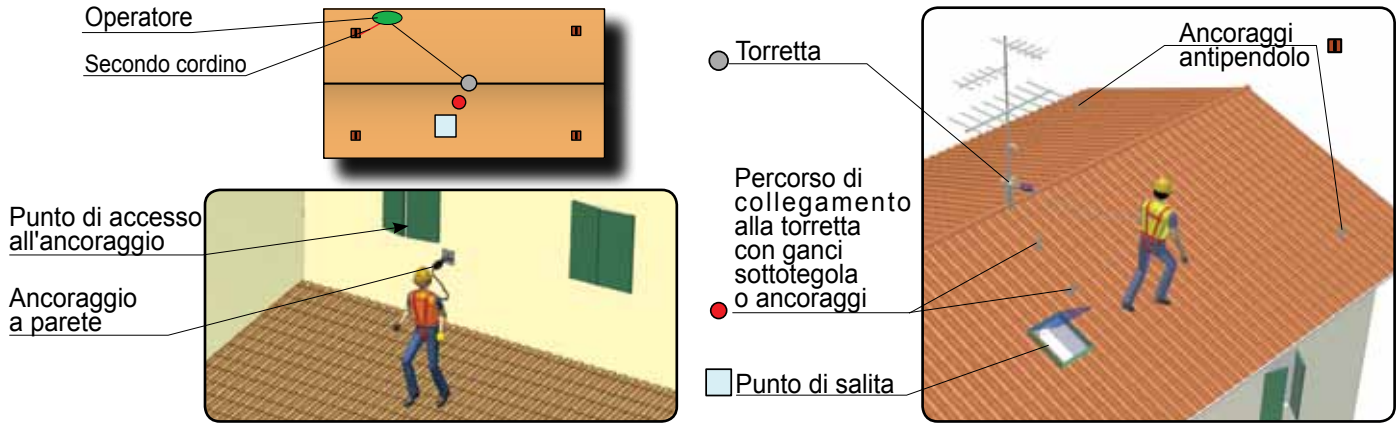 Operatore
Secondo cordino
Punto di accesso
all'ancoraggio
Ancoraggio
a parete
Torretta
Percorso di
collegamento
alla torretta
con ganci
sottotegola
o ancoraggi
Punto di salita
Ancoraggi
antipendolo